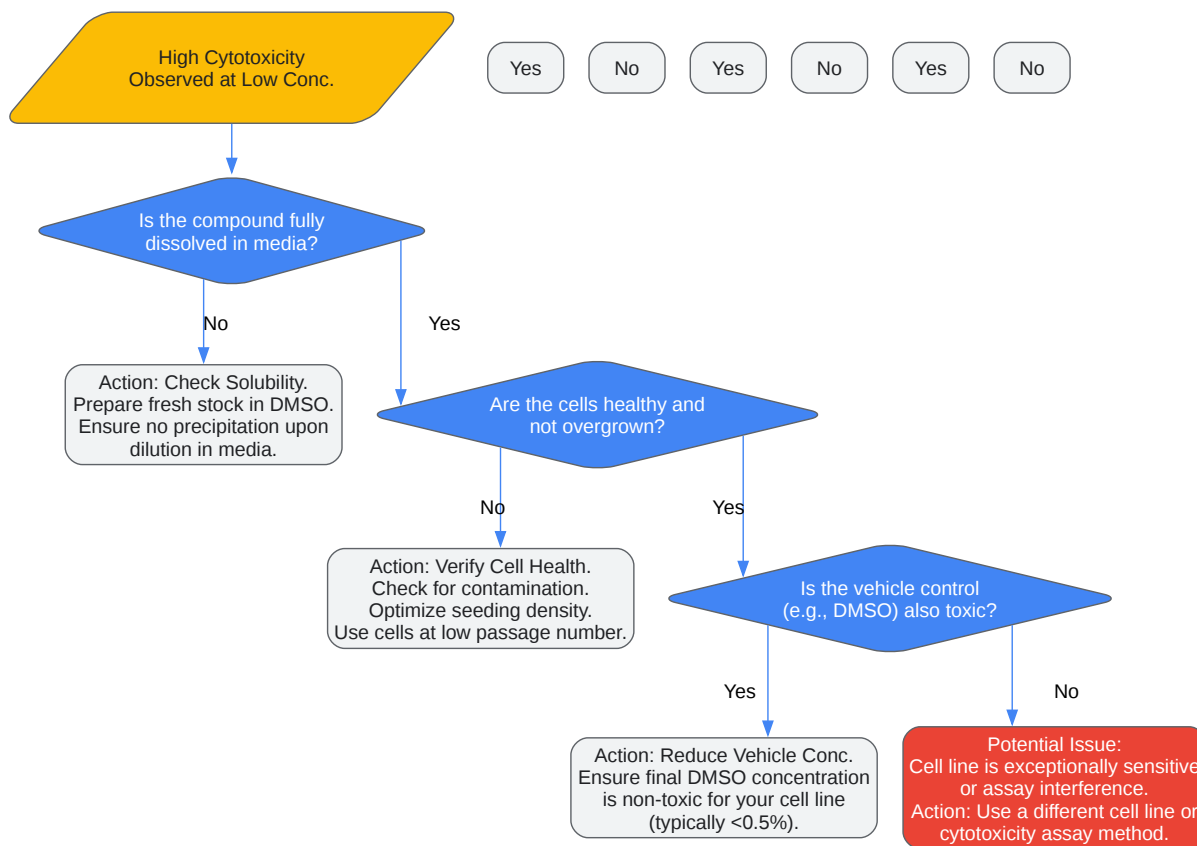 High Cytotoxicity
Observed at Low Conc.
Yes
No
Yes
No
Yes
No
Is the compound fully
dissolved in media?
No
Yes
Action: Check Solubility.
Prepare fresh stock in DMSO.
Ensure no precipitation upon
dilution in media.
Are the cells healthy and
not overgrown?
No
Yes
Action: Verify Cell Health.
Check for contamination.
Optimize seeding density.
Use cells at low passage number.
Is the vehicle control
(e.g., DMSO) also toxic?
Yes
No
Action: Reduce Vehicle Conc.
Ensure final DMSO concentration
is non-toxic for your cell line
(typically <0.5%).
Potential Issue:
Cell line is exceptionally sensitive
or assay interference.
Action: Use a different cell line or
cytotoxicity assay method.